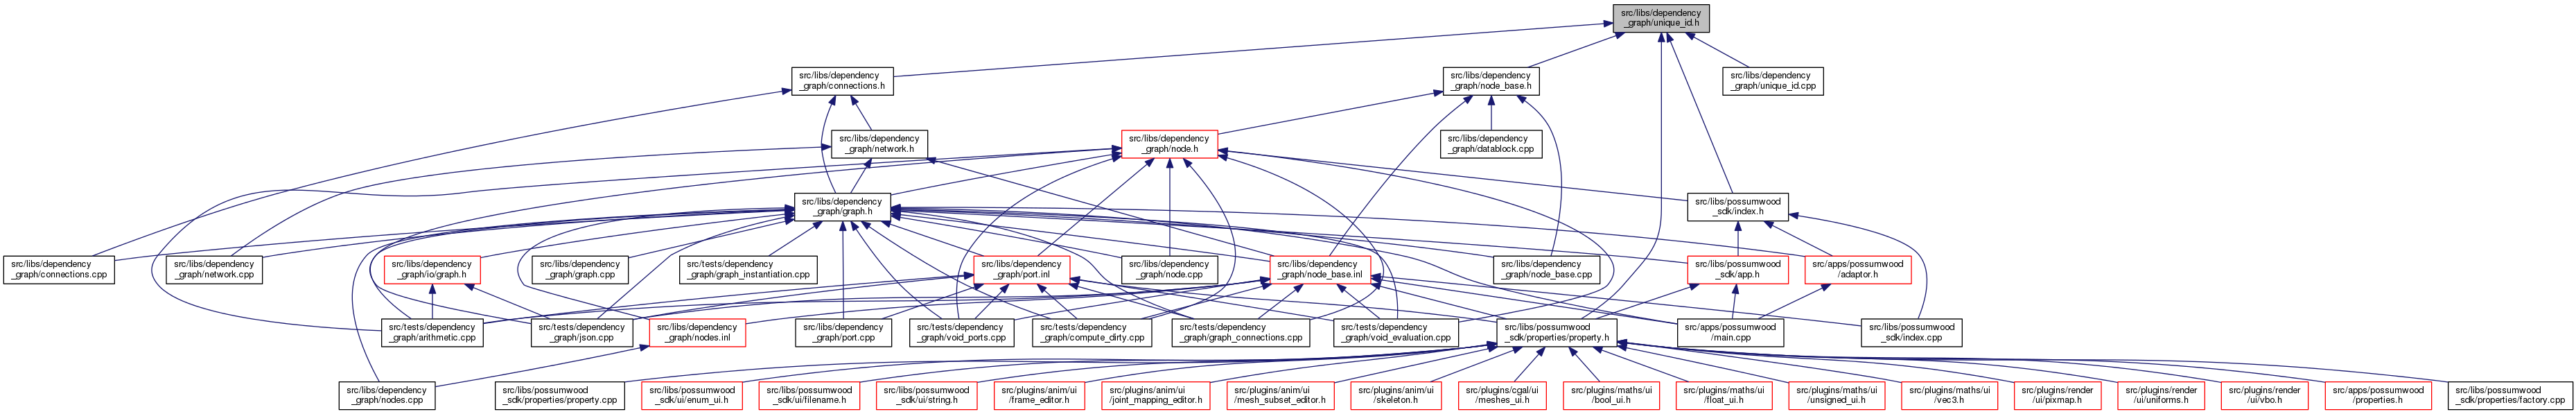 src/libs/dependency
_graph/unique_id.h
src/libs/dependency
_graph/connections.h
src/libs/dependency
_graph/node_base.h
src/libs/dependency
_graph/unique_id.cpp
src/libs/dependency
_graph/network.h
src/libs/dependency
_graph/node.h
src/libs/dependency
_graph/datablock.cpp
src/libs/dependency
_graph/graph.h
src/libs/possumwood
_sdk/index.h
src/libs/dependency
_graph/connections.cpp
src/libs/dependency
_graph/network.cpp
src/libs/dependency
_graph/io/graph.h
src/libs/dependency
_graph/graph.cpp
src/tests/dependency
_graph/graph_instantiation.cpp
src/libs/dependency
_graph/port.inl
src/libs/dependency
_graph/node.cpp
src/libs/dependency
_graph/node_base.inl
src/libs/dependency
_graph/node_base.cpp
src/libs/possumwood
_sdk/app.h
src/apps/possumwood
/adaptor.h
src/tests/dependency
_graph/arithmetic.cpp
src/tests/dependency
_graph/json.cpp
src/libs/dependency
_graph/nodes.inl
src/libs/dependency
_graph/port.cpp
src/tests/dependency
_graph/void_ports.cpp
src/tests/dependency
_graph/compute_dirty.cpp
src/tests/dependency
_graph/graph_connections.cpp
src/tests/dependency
_graph/void_evaluation.cpp
src/libs/possumwood
_sdk/properties/property.h
src/apps/possumwood
/main.cpp
src/libs/possumwood
_sdk/index.cpp
src/libs/dependency
_graph/nodes.cpp
src/libs/possumwood
_sdk/properties/property.cpp
src/libs/possumwood
_sdk/ui/enum_ui.h
src/libs/possumwood
_sdk/ui/filename.h
src/libs/possumwood
_sdk/ui/string.h
src/plugins/anim/ui
/frame_editor.h
src/plugins/anim/ui
/joint_mapping_editor.h
src/plugins/anim/ui
/mesh_subset_editor.h
src/plugins/anim/ui
/skeleton.h
src/plugins/cgal/ui
/meshes_ui.h
src/plugins/maths/ui
/bool_ui.h
src/plugins/maths/ui
/float_ui.h
src/plugins/maths/ui
/unsigned_ui.h
src/plugins/maths/ui
/vec3.h
src/plugins/render
/ui/pixmap.h
src/plugins/render
/ui/uniforms.h
src/plugins/render
/ui/vbo.h
src/apps/possumwood
/properties.h
src/libs/possumwood
_sdk/properties/factory.cpp